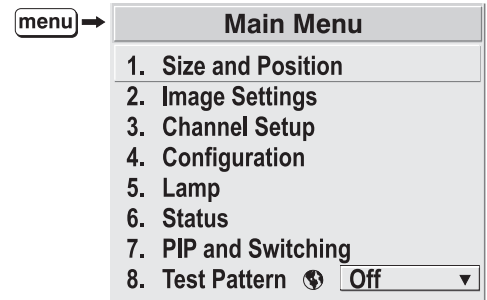 menu
Main Menu
1. Size and Position
2. Image Settings
3. Channel Setup
4. Configuration
5. Lamp
6. Status
7. PIP and Switching
8. Test Pattern Off